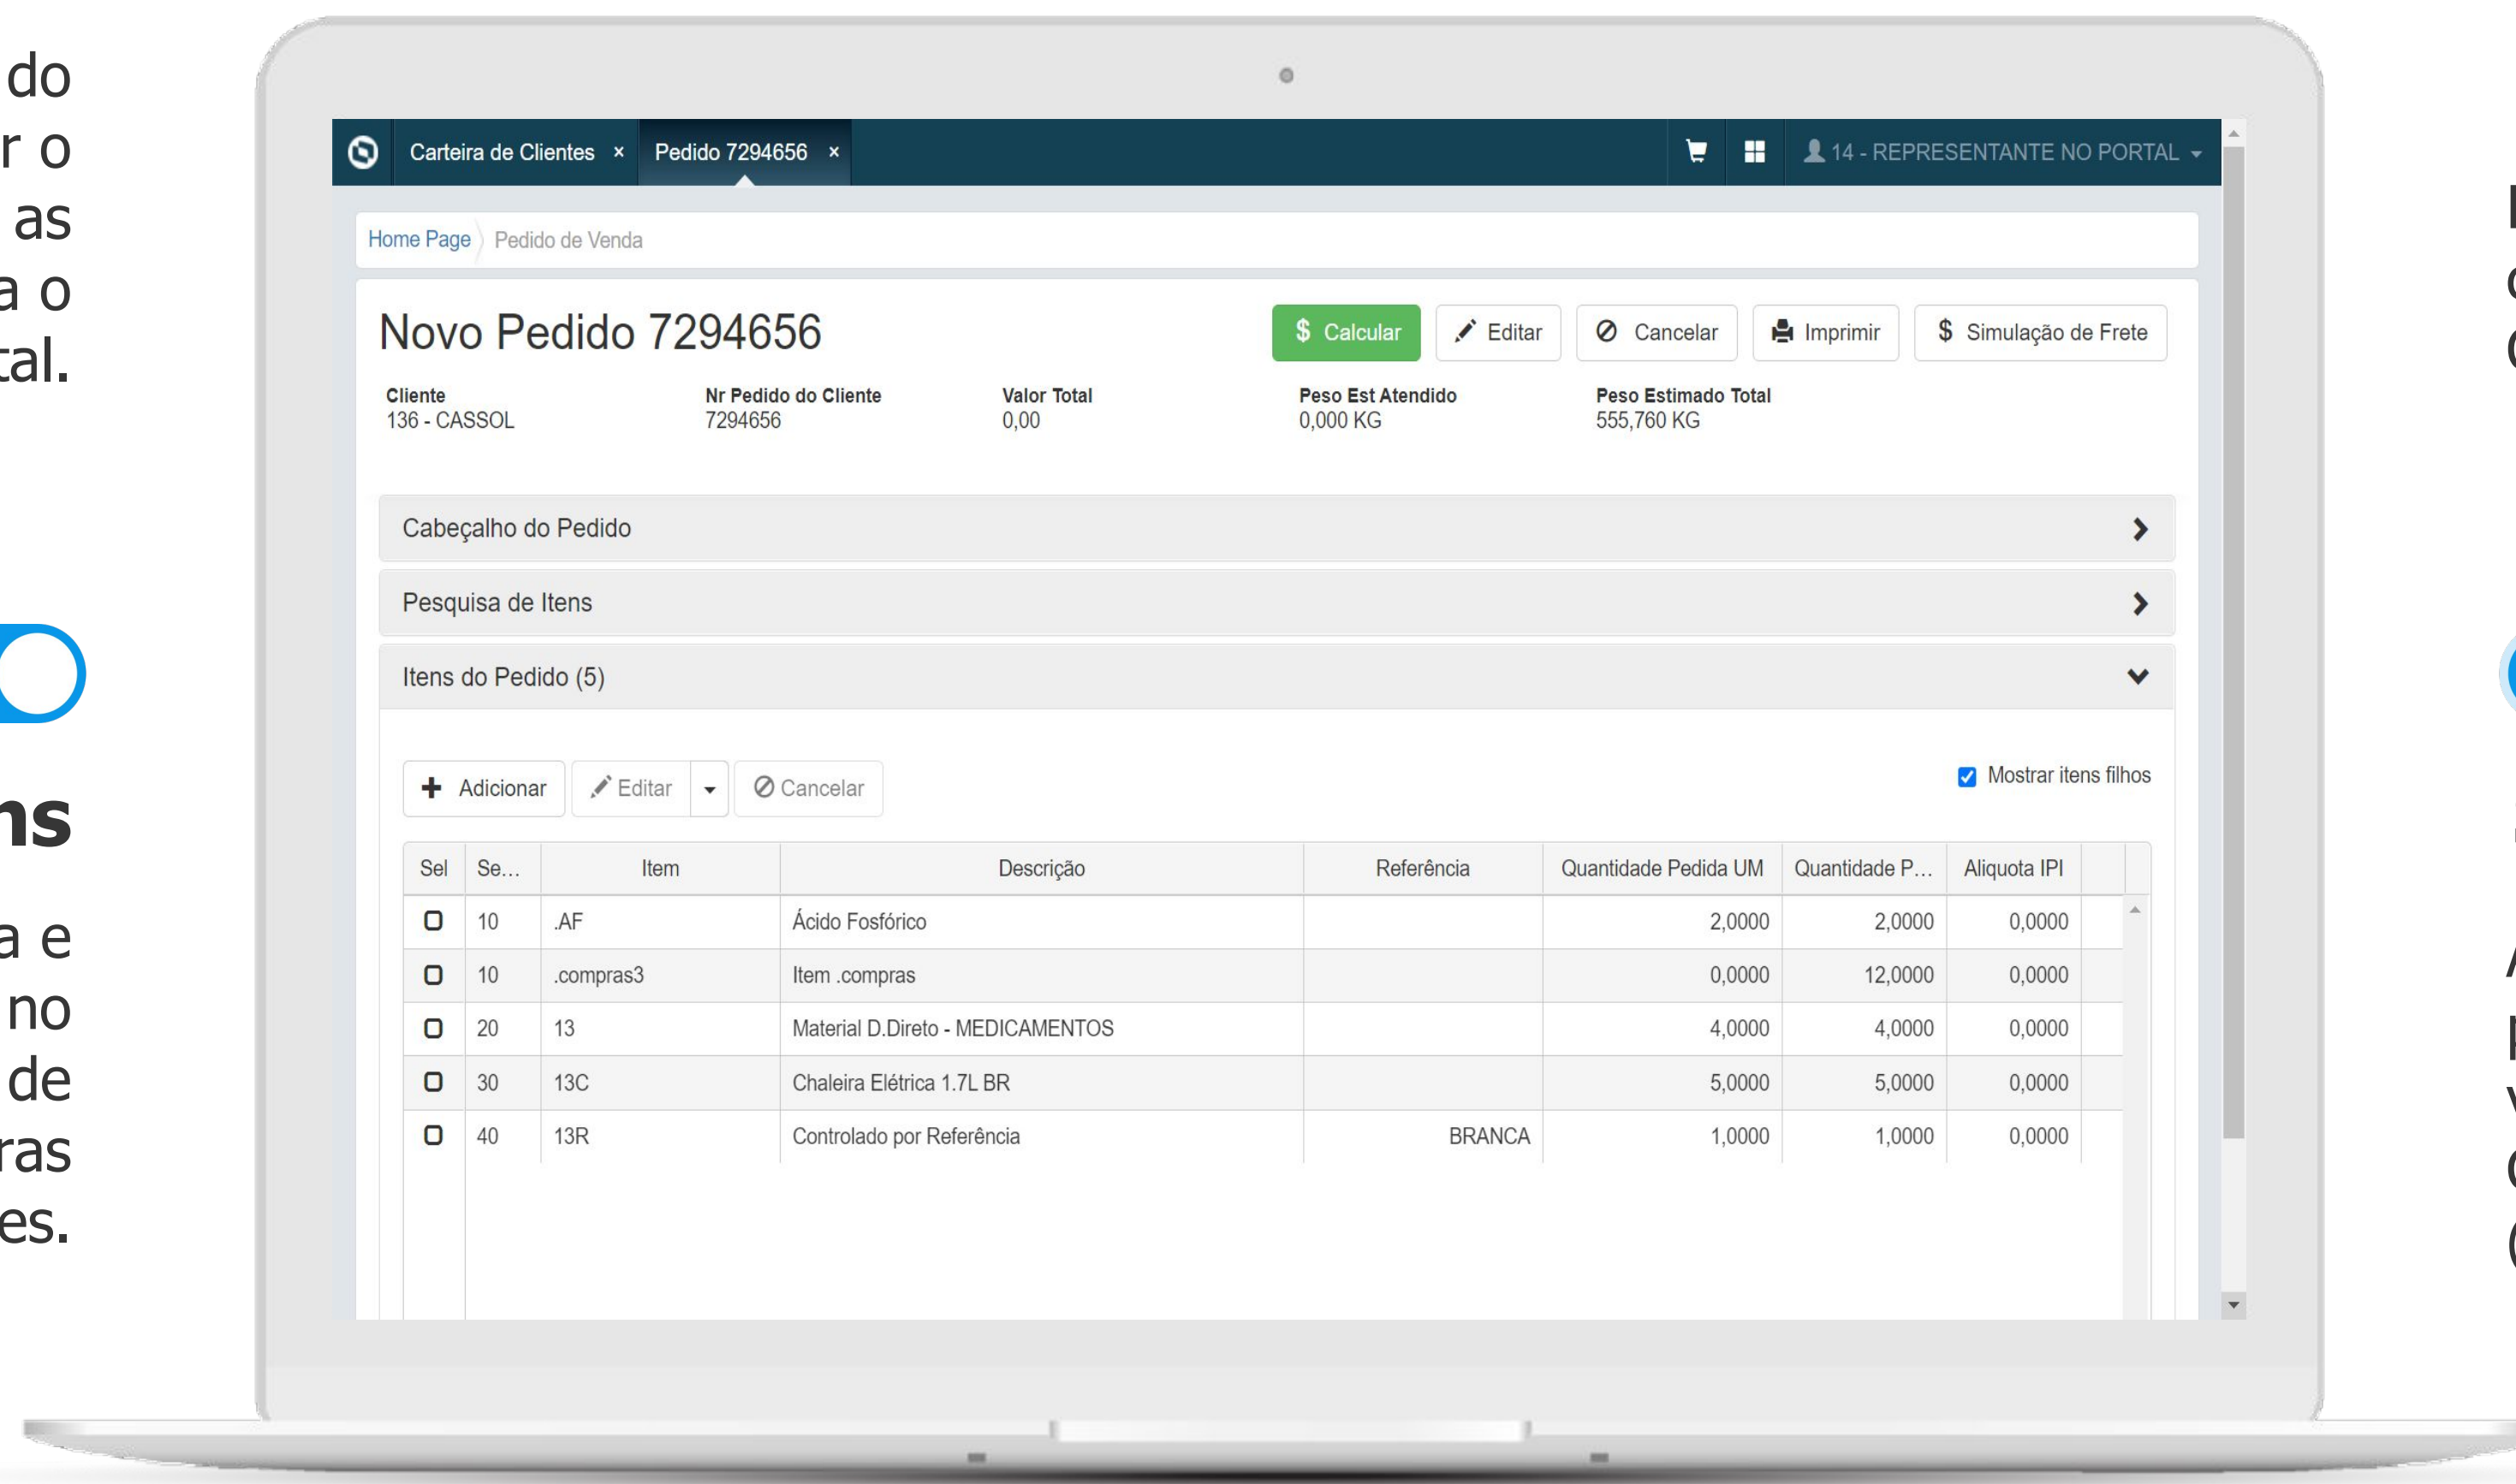 do
r o
as
a o
tal.
ns
a e
no
de
ras
es.
Carteira de Clientes ×
Pedido 7294656 ×
14 - REPRESENTANTE NO PORTAL
Home Page Pedido de Venda
Novo Pedido 7294656
$ Calcular
Editar
Cancelar
Imprimir
$ Simulação de Frete
Cliente
136 - CASSOL
Nr Pedido do Cliente
7294656
Valor Total
0,00
Peso Est Atendido
0,000 KG
Peso Estimado Total
555,760 KG
Cabeçalho do Pedido
Pesquisa de Itens
Itens do Pedido (5)
Adicionar
Editar
Cancelar
Mostrar itens filhos
Sel Se... Item Descrição Referência Quantidade Pedida UM Quantidade P... Aliquota IPI
10 .AF Ácido Fosfórico 2,0000 2,0000 0,0000
10 .compras3 Item .compras 0,0000 12,0000 0,0000
20 13 Material D.Direto - MEDICAMENTOS 4,0000 4,0000 0,0000
30 13C Chaleira Elétrica 1.7L BR 5,0000 5,0000 0,0000
40 13R Controlado por Referência BRANCA 1,0000 1,0000 0,0000